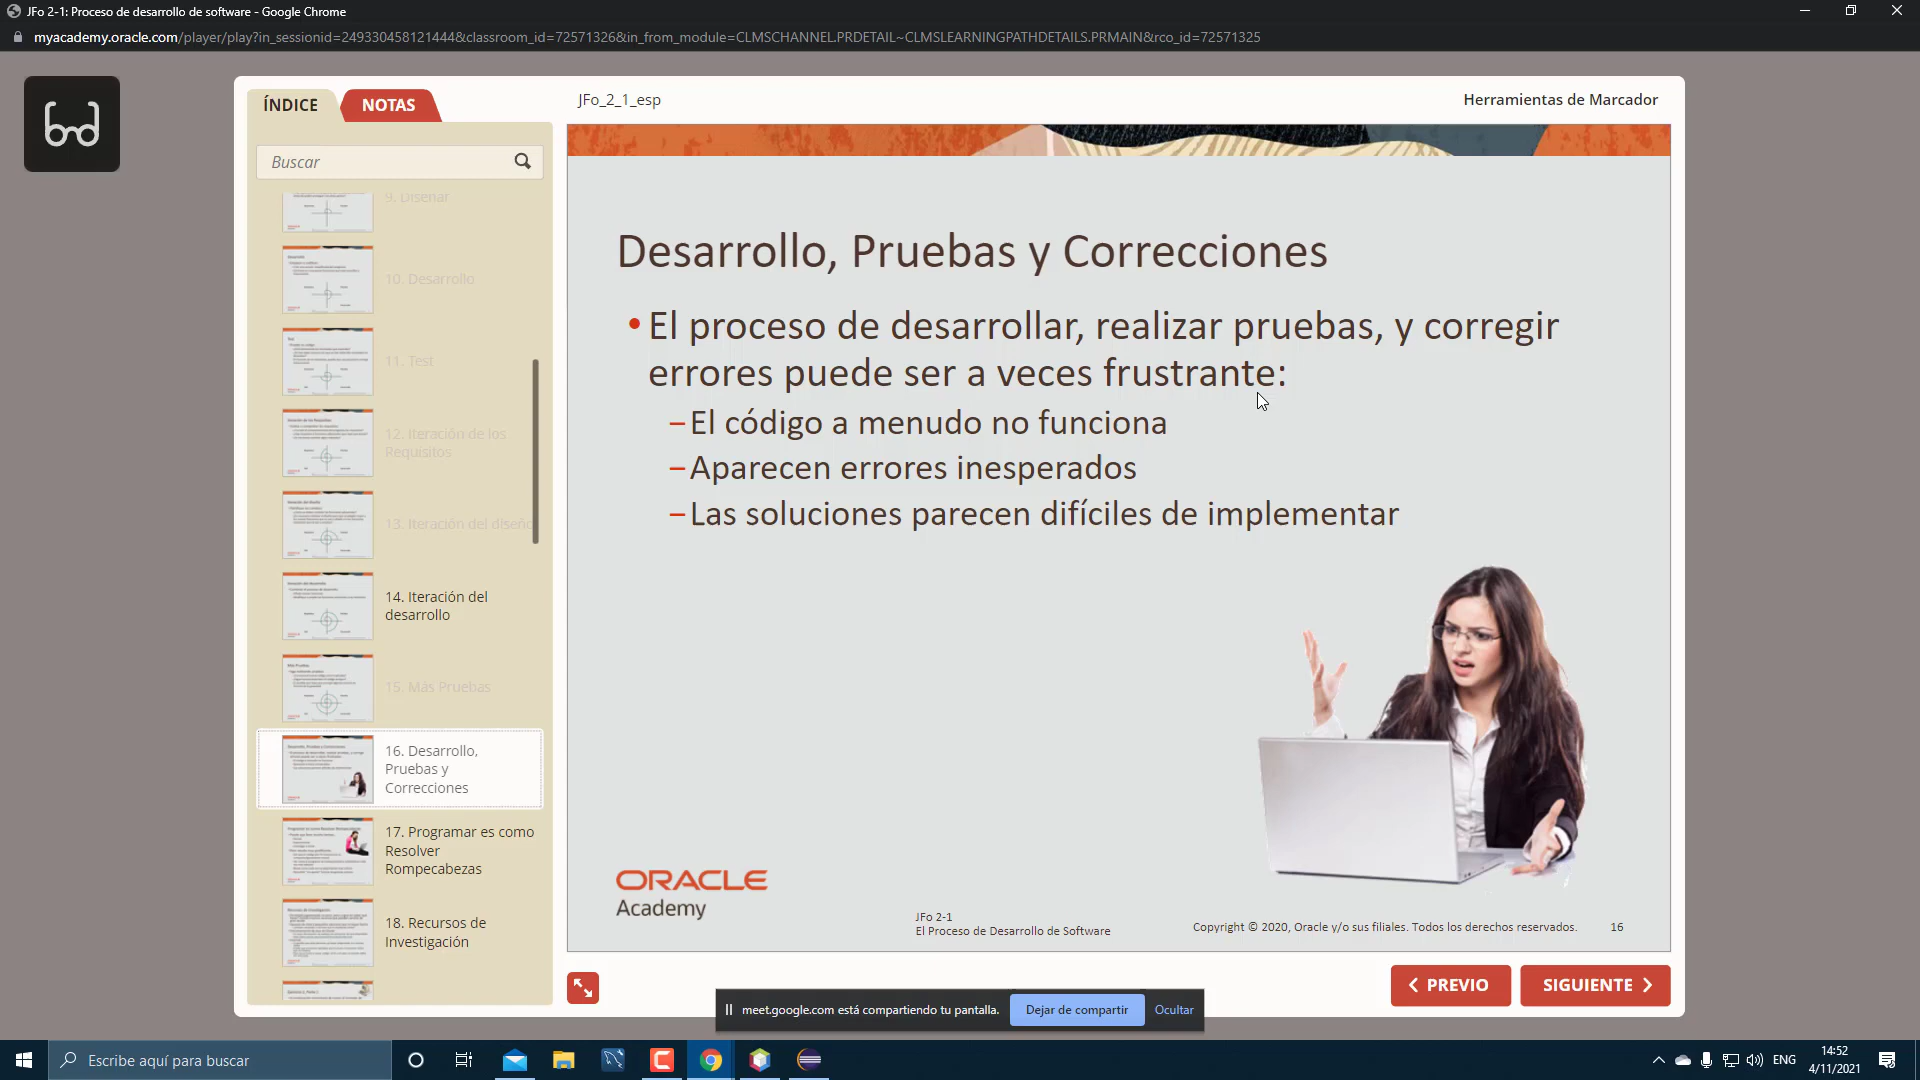 JFo 2-1: Proceso de desarrollo de software - Google Chrome
myacademy.oracle.com/player/play?in_sessionid=249330458121444&classroom_id=72571326&in_from_module=CLMSCHANNEL.PRDETAIL~CLMSLEARNINGPATHDETAILS.PRMAIN&rco_id=72571325
ÍNDICE
NOTAS
JFo_2_1_esp
Herramientas de Marcador
Buscar
9. Diseñar
10. Desarrollo
11. Test
12. Iteración de los
Requisitos
13. Iteración del diseño
14. Iteración del
desarrollo
15. Más Pruebas
16. Desarrollo,
Pruebas y
Correcciones
17. Programar es como
Resolver
Rompecabezas
18. Recursos de
Investigación
Desarrollo, Pruebas y Correcciones
• El proceso de desarrollar, realizar pruebas, y corregir
errores puede ser a veces frustrante:
–El código a menudo no funciona
–Aparecen errores inesperados
–Las soluciones parecen difíciles de implementar
ORACLE
Academy
JFo 2-1
El Proceso de Desarrollo de Software
Copyright © 2020, Oracle y/o sus filiales. Todos los derechos reservados.
16
PREVIO
SIGUIENTE
meet.google.com está compartiendo tu pantalla.
Dejar de compartir
Ocultar
Escribe aquí para buscar
ENG
14:52
4/11/2021